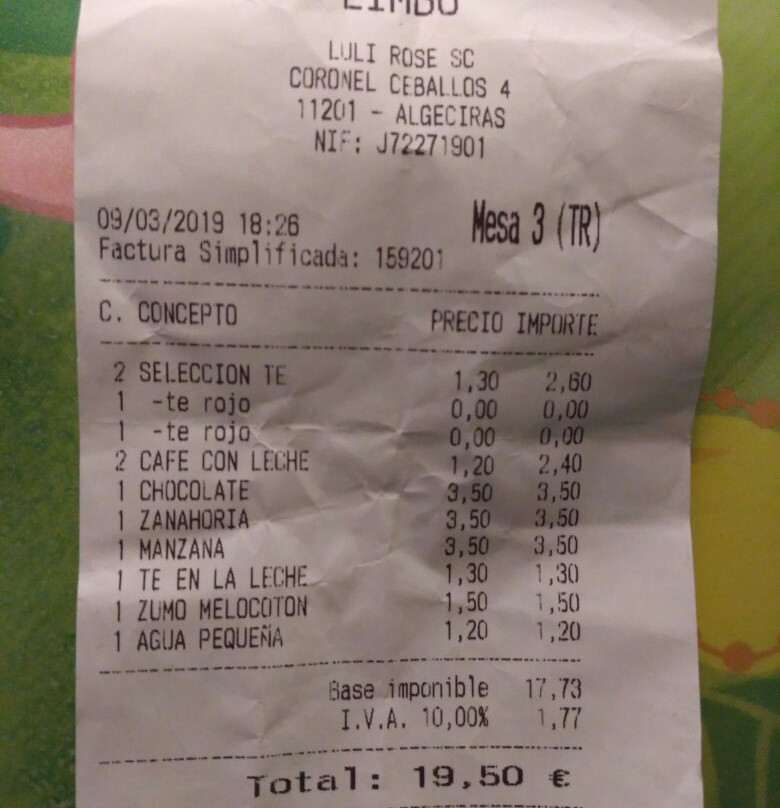 LIMBO
LULI ROSE SC
CORONEL CEBALLOS 4
11201 - ALGECIRAS
NIF: J72271901
09/03/2019 18:26 Mesa 3 (TR)
Factura Simplificada: 159201
C. CONCEPTO PRECIO IMPORTE
2 SELECCION TE 1,30 2,60
1 -te rojo 0,00 0,00
1 -te rojo 0,00 0,00
2 CAFE CON LECHE 1,20 2,40
1 CHOCOLATE 3,50 3,50
1 ZANAHORIA 3,50 3,50
1 MANZANA 3,50 3,50
1 TE EN LA LECHE 1,30 1,30
1 ZUMO MELOCOTON 1,50 1,50
1 AGUA PEQUEÑA 1,20 1,20
Base imponible 17,73
I.V.A. 10,00% 1,77
Total: 19,50 €